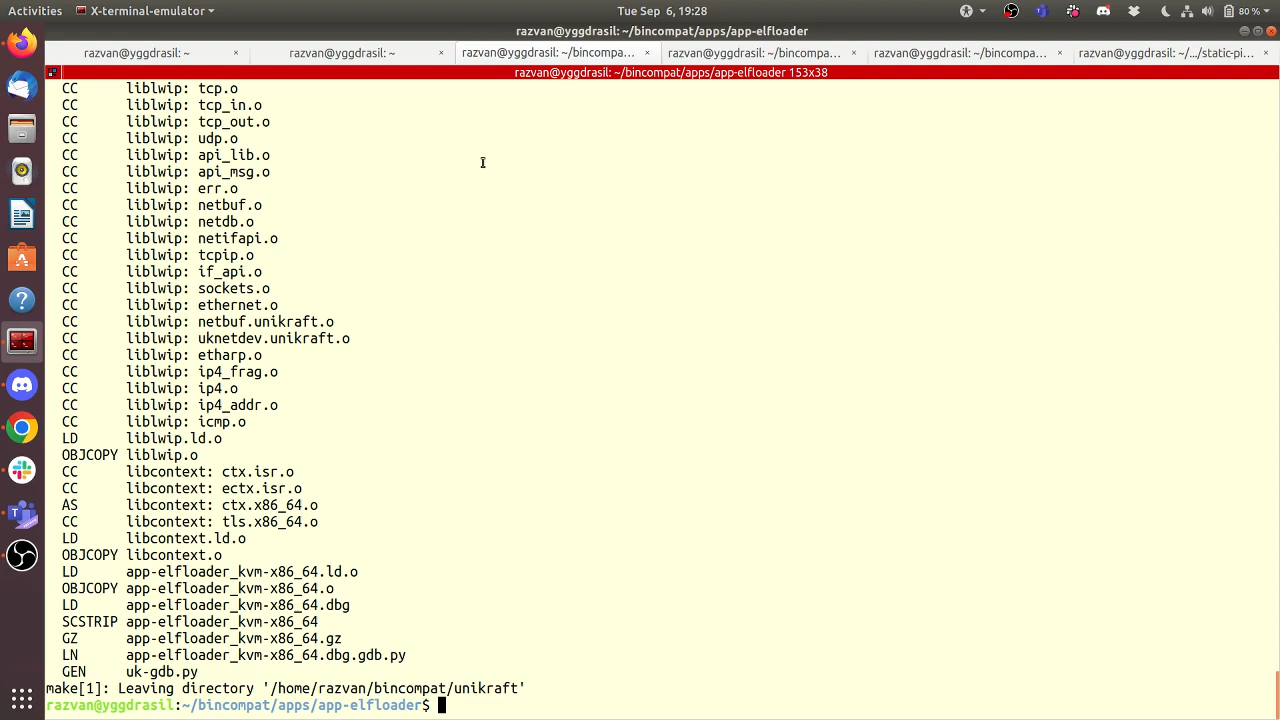 Activities X-terminal-emulator Tue Sep 6, 19:28 80 %
razvan@yggdrasil: ~/bincompat/apps/app-elfloader
razvan@yggdrasil: ~ × razvan@yggdrasil: ~ × razvan@yggdrasil: ~/bincompa... × razvan@yggdrasil: ~/bincompa... × razvan@yggdrasil: ~/bincompa... × razvan@yggdrasil: ~/.../static-pi... ×
razvan@yggdrasil: ~/bincompat/apps/app-elfloader 153x38
CC liblwip: tcp.o
CC liblwip: tcp_in.o
CC liblwip: tcp_out.o
CC liblwip: udp.o
CC liblwip: api_lib.o
CC liblwip: api_msg.o
CC liblwip: err.o
CC liblwip: netbuf.o
CC liblwip: netdb.o
CC liblwip: netifapi.o
CC liblwip: tcpip.o
CC liblwip: if_api.o
CC liblwip: sockets.o
CC liblwip: ethernet.o
CC liblwip: netbuf.unikraft.o
CC liblwip: uknetdev.unikraft.o
CC liblwip: etharp.o
CC liblwip: ip4_frag.o
CC liblwip: ip4.o
CC liblwip: ip4_addr.o
CC liblwip: icmp.o
LD liblwip.ld.o
OBJCOPY liblwip.o
CC libcontext: ctx.isr.o
CC libcontext: ectx.isr.o
AS libcontext: ctx.x86_64.o
CC libcontext: tls.x86_64.o
LD libcontext.ld.o
OBJCOPY libcontext.o
LD app-elfloader_kvm-x86_64.ld.o
OBJCOPY app-elfloader_kvm-x86_64.o
LD app-elfloader_kvm-x86_64.dbg
SCSTRIP app-elfloader_kvm-x86_64
GZ app-elfloader_kvm-x86_64.gz
LN app-elfloader_kvm-x86_64.dbg.gdb.py
GEN uk-gdb.py
make[1]: Leaving directory '/home/razvan/bincompat/unikraft'
razvan@yggdrasil:~/bincompat/apps/app-elfloader$